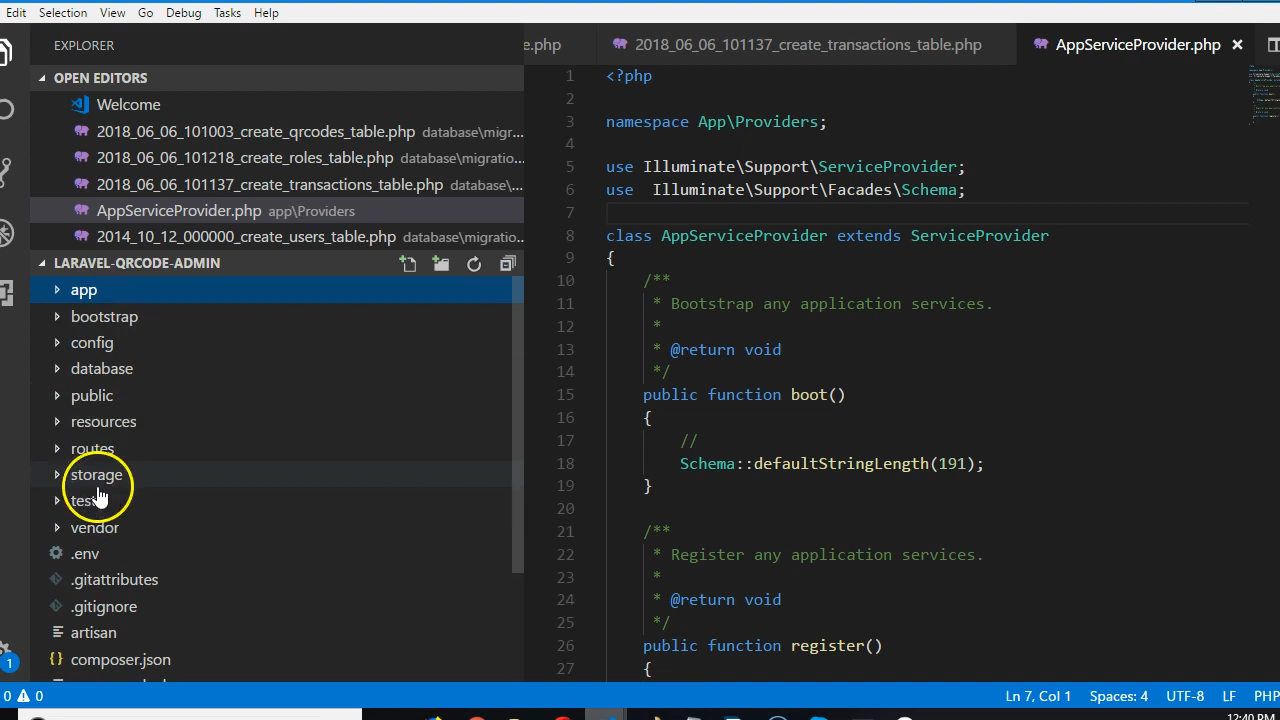 Edit Selection View Go Debug Tasks Help
EXPLORER
OPEN EDITORS
Welcome
2018_06_06_101003_create_qrcodes_table.php database\migr...
2018_06_06_101218_create_roles_table.php database\migratio...
2018_06_06_101137_create_transactions_table.php database\...
AppServiceProvider.php app\Providers
2014_10_12_000000_create_users_table.php database\migratio...
LARAVEL-QRCODE-ADMIN
app
bootstrap
config
database
public
resources
routes
storage
vendor
.env
.gitattributes
.gitignore
artisan
composer.json
e.php 2018_06_06_101137_create_transactions_table.php AppServiceProvider.php
1 <?php
2
3 namespace App\Providers;
4
5 use Illuminate\Support\ServiceProvider;
6 use Illuminate\Support\Facades\Schema;
7
8 class AppServiceProvider extends ServiceProvider
9 {
10 /**
11 * Bootstrap any application services.
12 *
13 * @return void
14 */
15 public function boot()
16 {
17 //
18 Schema::defaultStringLength(191);
19 }
20
21 /**
22 * Register any application services.
23 *
24 * @return void
25 */
26 public function register()
27 {
1
0 0 Ln 7, Col 1 Spaces: 4 UTF-8 LF PHP
12:40 PM